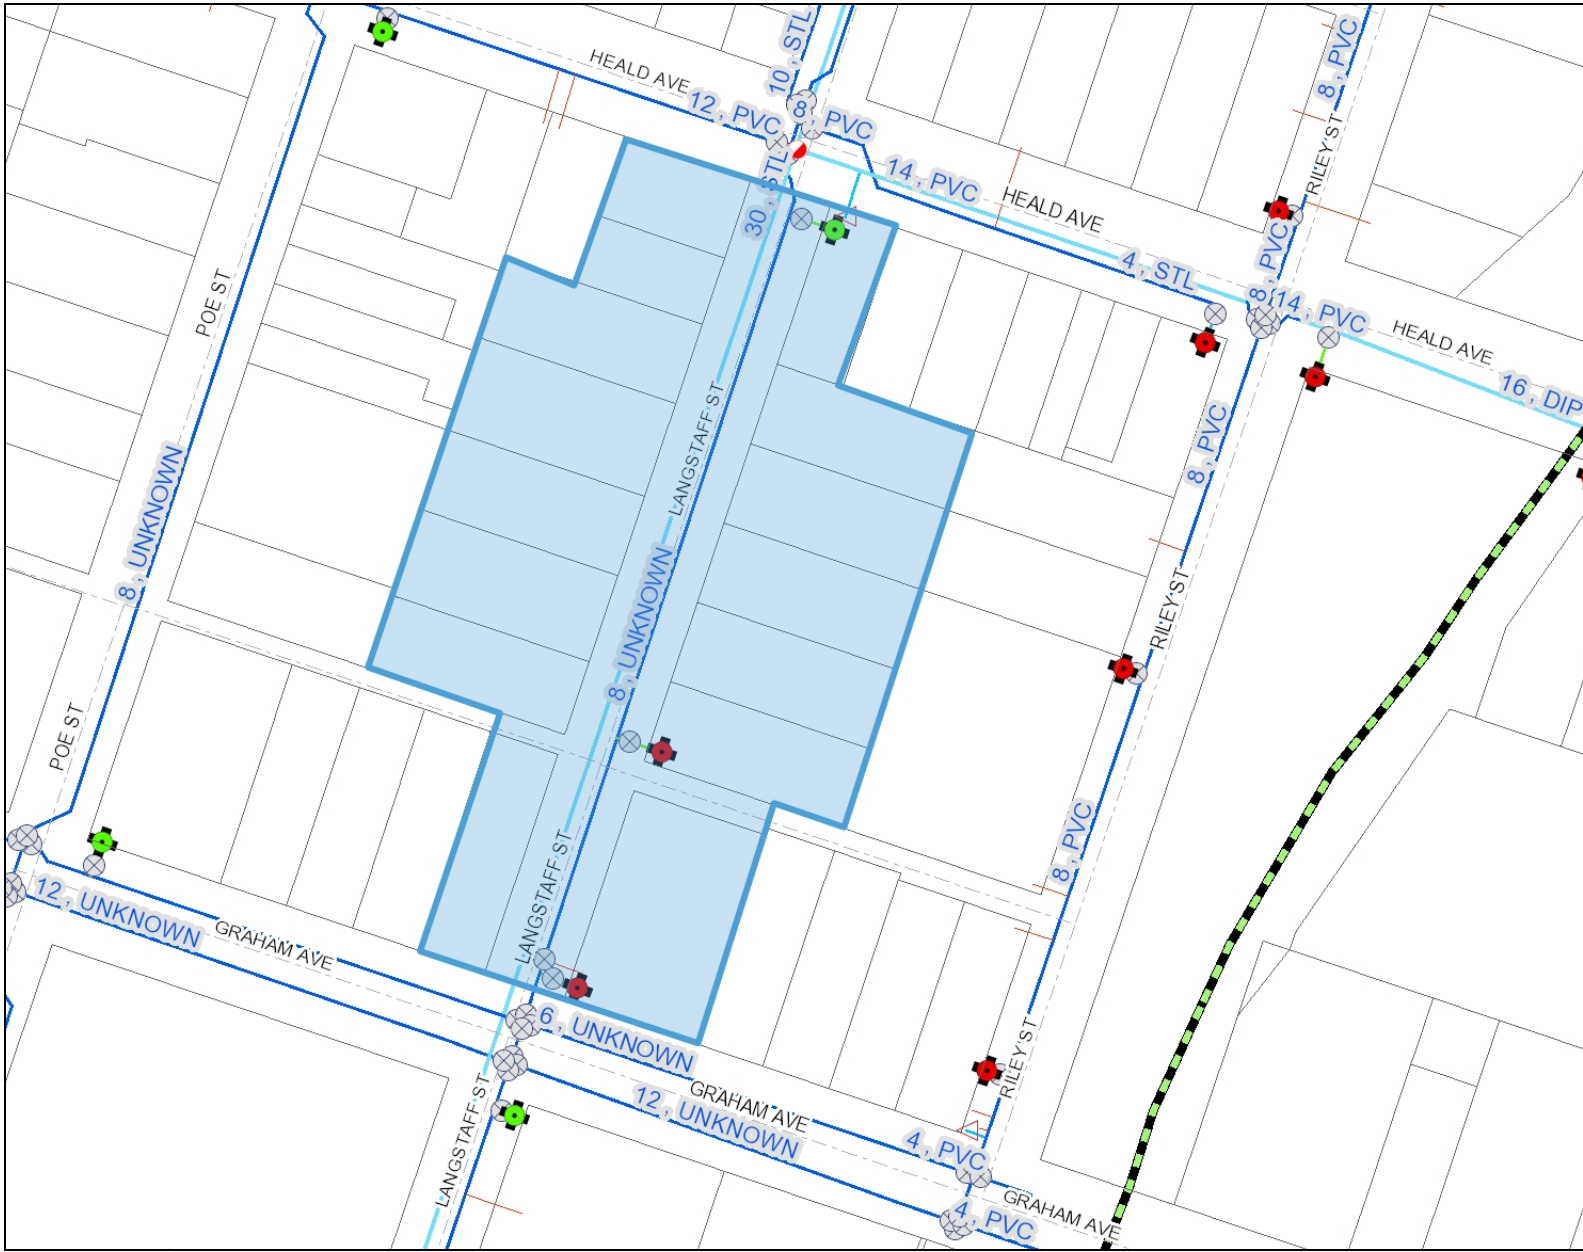 10, STL
8, PVC
HEALD AVE
12, PVC
8, PVC
RILEY ST
30, STL
14, PVC
HEALD AVE
8, PVC
4, STL
8
14, PVC
POE ST
HEALD AVE
16, DIP
LANGSTAFF ST
8, PVC
8, UNKNOWN
8, UNKNOWN
RILEY ST
POE ST
8, PVC
LANGSTAFF ST
12, UNKNOWN
GRAHAM AVE
6, UNKNOWN
RILEY ST
LANGSTAFF ST
GRAHAM AVE
12, UNKNOWN
4, PVC
GRAHAM AVE
4, PVC